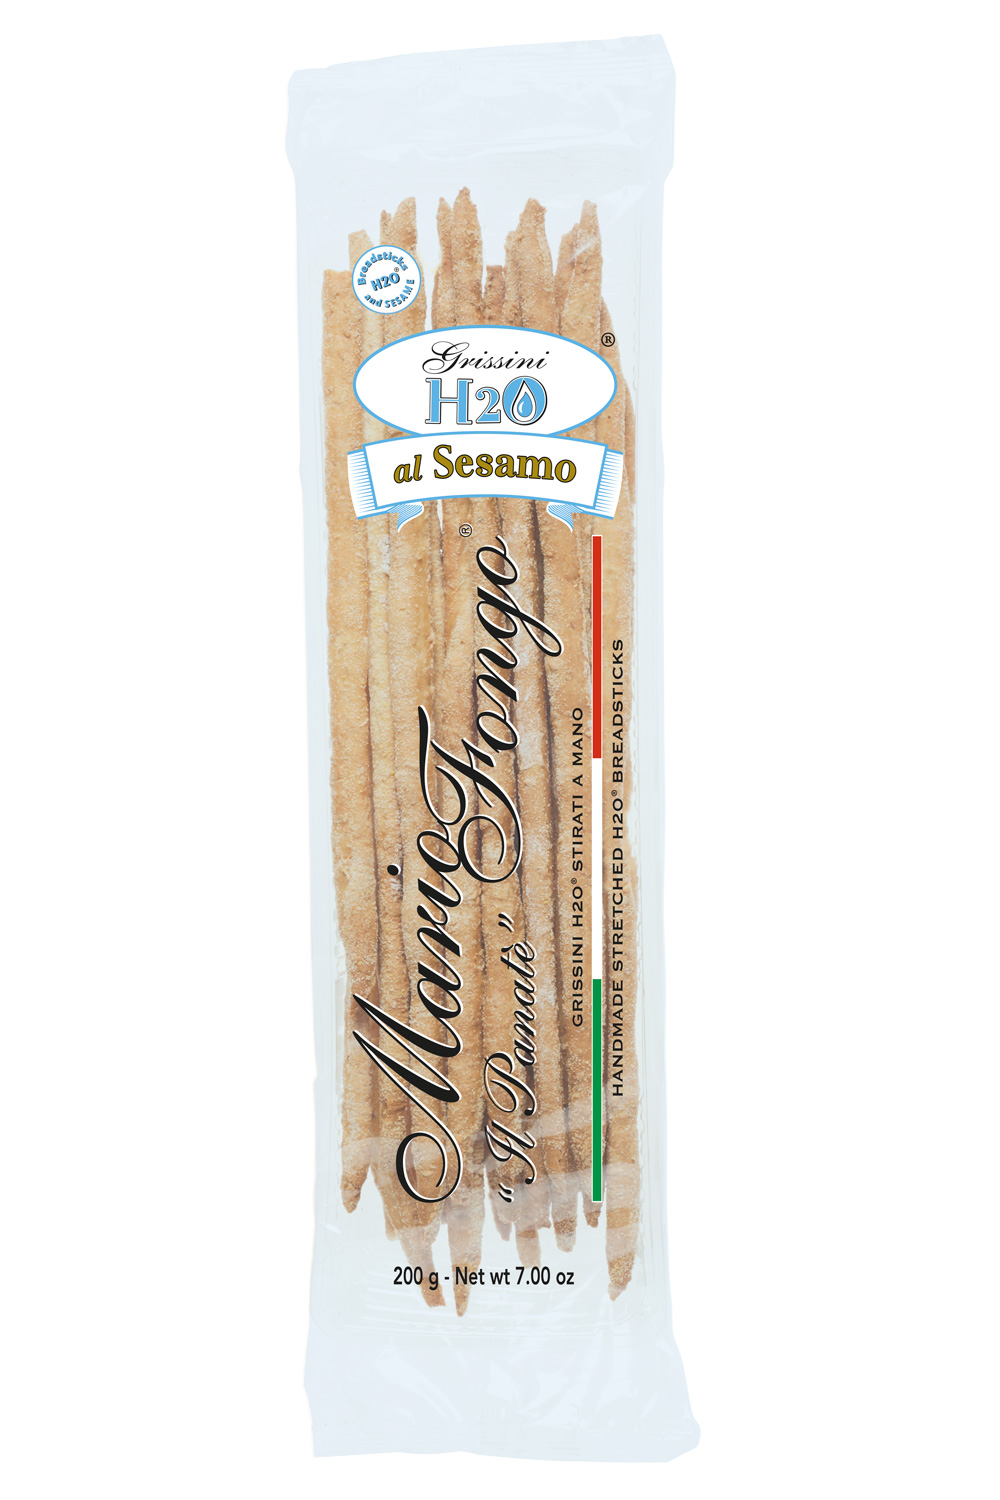 Breadsticks
H2O®
and SESAME
®
Grissini
H2O
al Sesamo
®
Mario Fongo
"Il Panatè"
GRISSINI H2O® STIRATI A MANO
HANDMADE STRETCHED H2O® BREADSTICKS
200 g - Net wt 7.00 oz